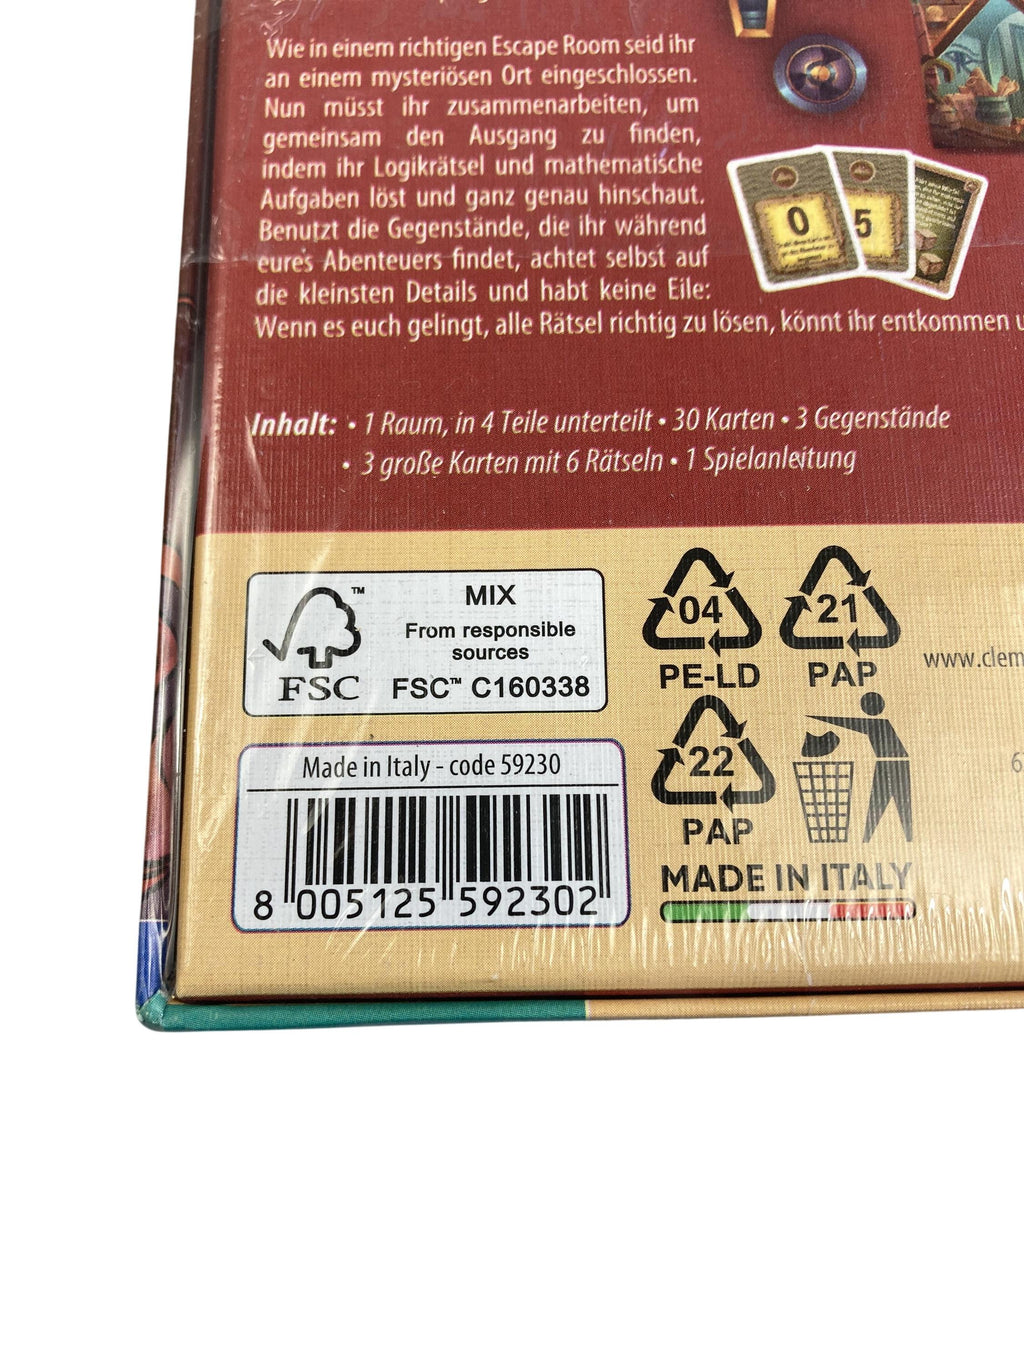 Wie in einem richtigen Escape Room seid ihr
an einem mysteriösen Ort eingeschlossen.
Nun müsst ihr zusammenarbeiten, um
gemeinsam den Ausgang zu finden,
indem ihr Logikrätsel und mathematische
Aufgaben löst und ganz genau hinschaut.
Benutzt die Gegenstände, die ihr während
eures Abenteuers findet, achtet selbst auf
die kleinsten Details und habt keine Eile:
Wenn es euch gelingt, alle Rätsel richtig zu lösen, könnt ihr entkommen u
0
5
Inhalt: • 1 Raum, in 4 Teile unterteilt • 30 Karten • 3 Gegenstände
• 3 große Karten mit 6 Rätseln • 1 Spielanleitung
FSC™
MIX
From responsible
sources
FSC™ C160338
04
PE-LD
21
PAP
www.clem
22
PAP
6
Made in Italy - code 59230
8 005125 592302
MADE IN ITALY